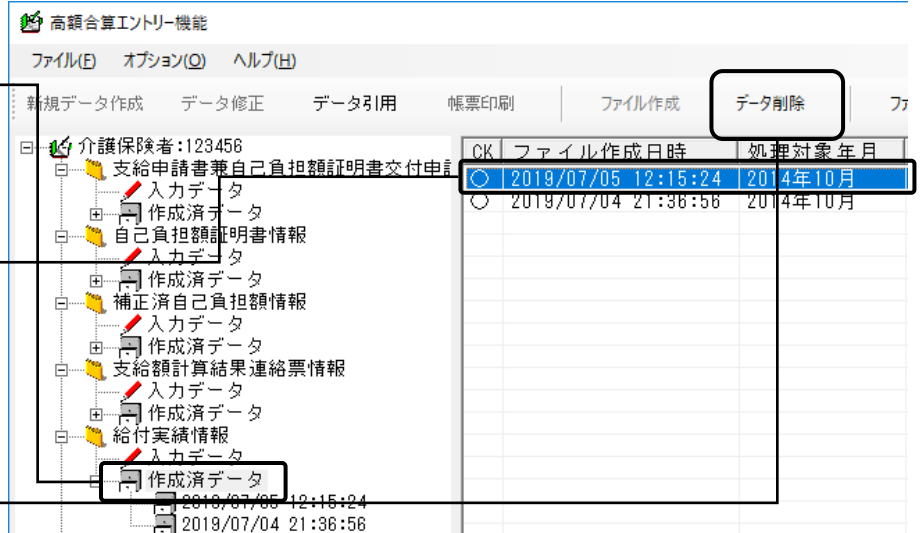 高額合算エントリー機能
ファイル(F) オプション(O) ヘルプ(H)
新規データ作成 データ修正 データ引用 帳票印刷 ファイル作成 データ削除 ファ
介護保険者:123456
支給申請書兼自己負担額証明書交付申
入力データ
作成済データ
自己負担額証明書情報
入力データ
作成済データ
補正済自己負担額情報
入力データ
作成済データ
支給額計算結果連絡票情報
入力データ
作成済データ
給付実績情報
入力データ
作成済データ
2019/07/05 12:15:24
2019/07/04 21:36:56
CK ファイル作成日時 処理対象年月
○ 2019/07/05 12:15:24 2014年10月
○ 2019/07/04 21:36:56 2014年10月